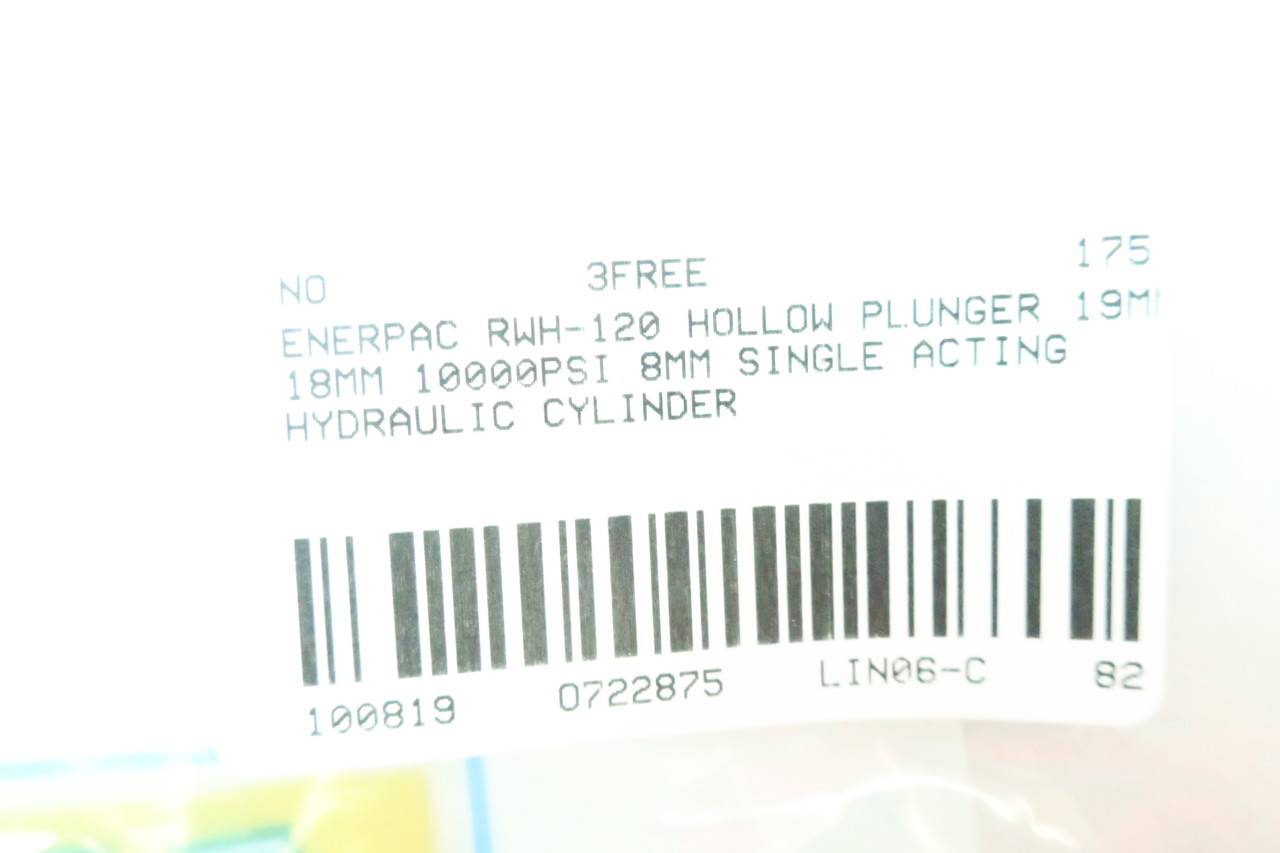 NO 3FREE 175
ENERPAC RWH-120 HOLLOW PLUNGER 19MM
18MM 10000PSI 8MM SINGLE ACTING
HYDRAULIC CYLINDER
100819 0722875 LIN06-C 82